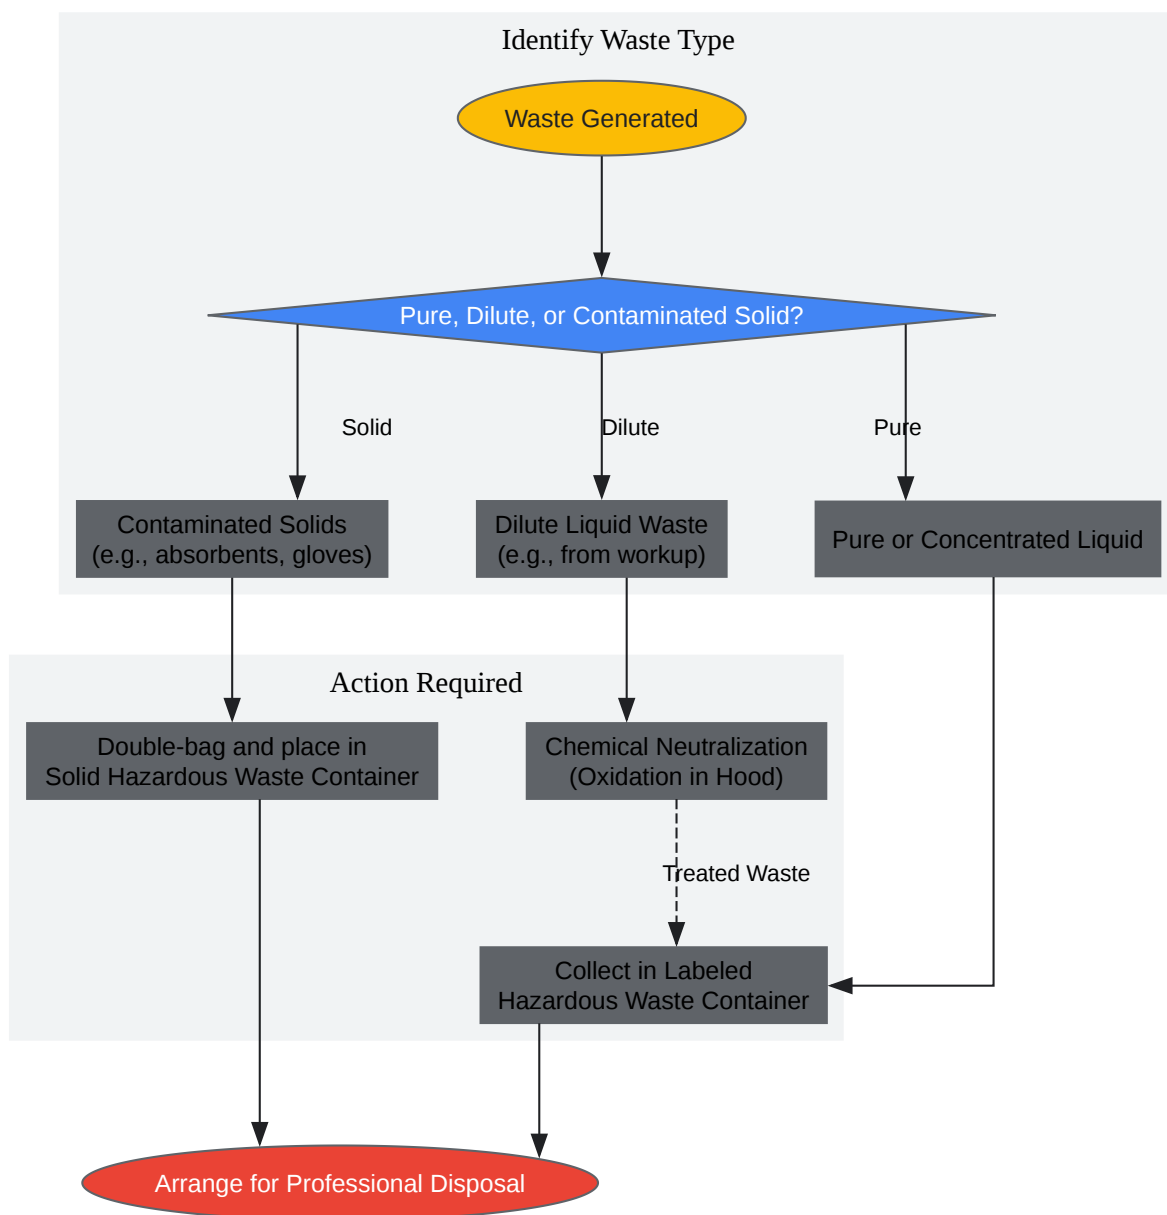 Identify Waste Type
Waste Generated
Pure, Dilute, or Contaminated Solid?
Solid
Dilute
Pure
Contaminated Solids
(e.g., absorbents, gloves)
Dilute Liquid Waste
(e.g., from workup)
Pure or Concentrated Liquid
Action Required
Double-bag and place in
Solid Hazardous Waste Container
Chemical Neutralization
(Oxidation in Hood)
Treated Waste
Collect in Labeled
Hazardous Waste Container
Arrange for Professional Disposal